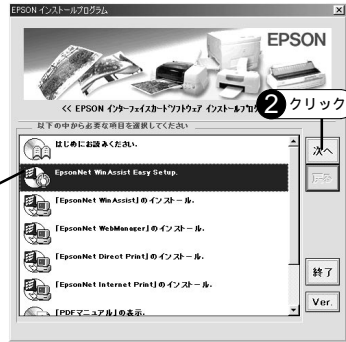 EPSON インストールプログラム
EPSON
<< EPSON インターフェイスカードソフトウェア インストールプログ
2 クリック
以下の中から必要な項目を選択してください
はじめにお読みください。
次へ
EpsonNet WinAssist Easy Setup.
戻る
「EpsonNet WinAssist」のインストール.
「EpsonNet WebManager」のインストール.
「EpsonNet Direct Print」のインストール.
終了
「EpsonNet Internet Print」のインストール.
Ver.
「PDFマニュアル」の表示.